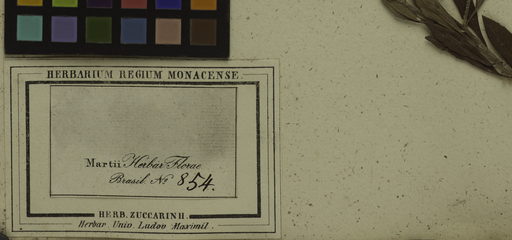 HERBARIUM REGIUM MONACENSE.
Martii Herbar. Florae
Brasil. No 854.
HERB. ZUCCARINII.
Herbar. Univ. Ludov. Maximil.